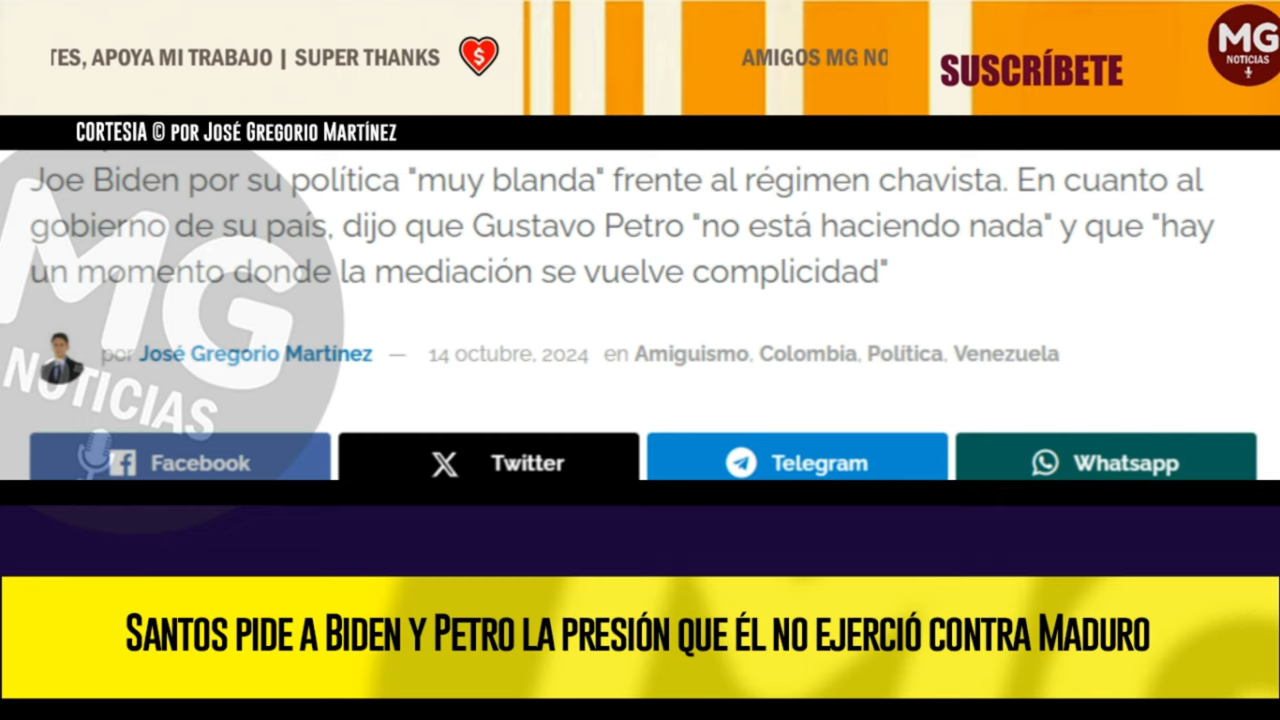 TES, APOYA MI TRABAJO | SUPER THANKS
AMIGOS MG NO
SUSCRÍBETE
MG
NOTICIAS
CORTESIA © POR JOSÉ GREGORIO MARTÍNEZ
Joe Biden por su política "muy blanda" frente al régimen chavista. En cuanto al
gobierno de su país, dijo que Gustavo Petro "no está haciendo nada" y que "hay
un momento donde la mediación se vuelve complicidad"
MG
NOTICIAS
por José Gregorio Martínez — 14 octubre, 2024 en Amiguismo, Colombia, Política, Venezuela
Facebook
Twitter
Telegram
Whatsapp
SANTOS PIDE A BIDEN Y PETRO LA PRESIÓN QUE ÉL NO EJERCIÓ CONTRA MADURO